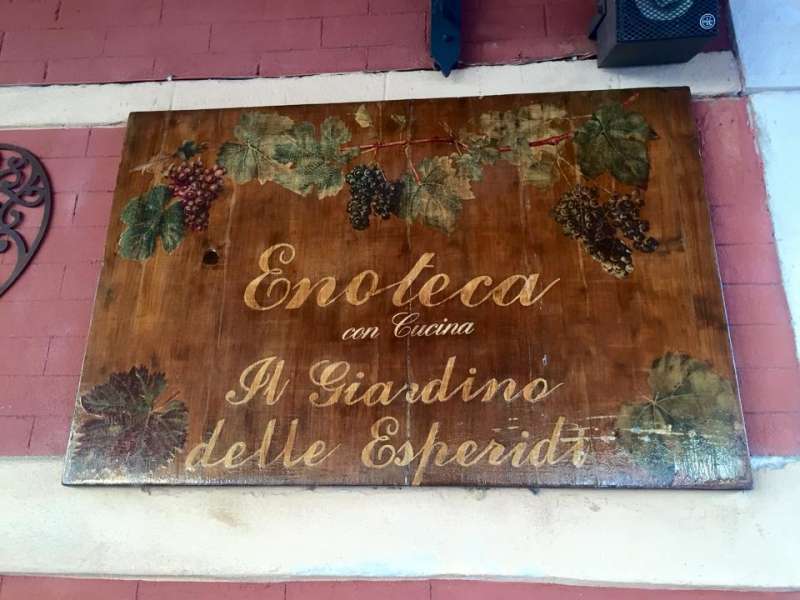 Enoteca
con Cucina
Il Giardino
delle Esperidi